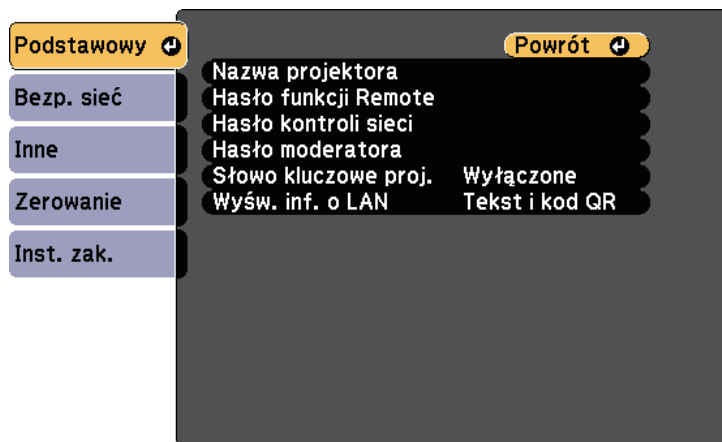 Podstawowy
Powrót
Nazwa projektora
Bezp. sieć
Hasło funkcji Remote
Hasło kontroli sieci
Inne
Hasło moderatora
Słowo kluczowe proj. Wyłączone
Zerowanie
Wyśw. inf. o LAN Tekst i kod QR
Inst. zak.